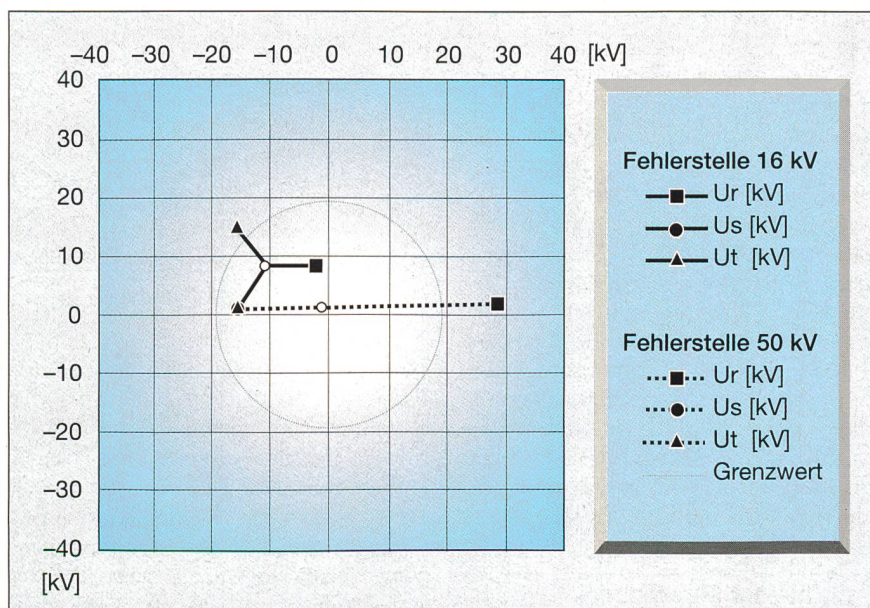 –40 –30 –20 –10 0 10 20 30 40 [kV]
40
30
20
10
0
–10
–20
–30
–40
[kV]
Fehlerstelle 16 kV
Ur [kV]
Us [kV]
Ut [kV]
Fehlerstelle 50 kV
Ur [kV]
Us [kV]
Ut [kV]
Grenzwert